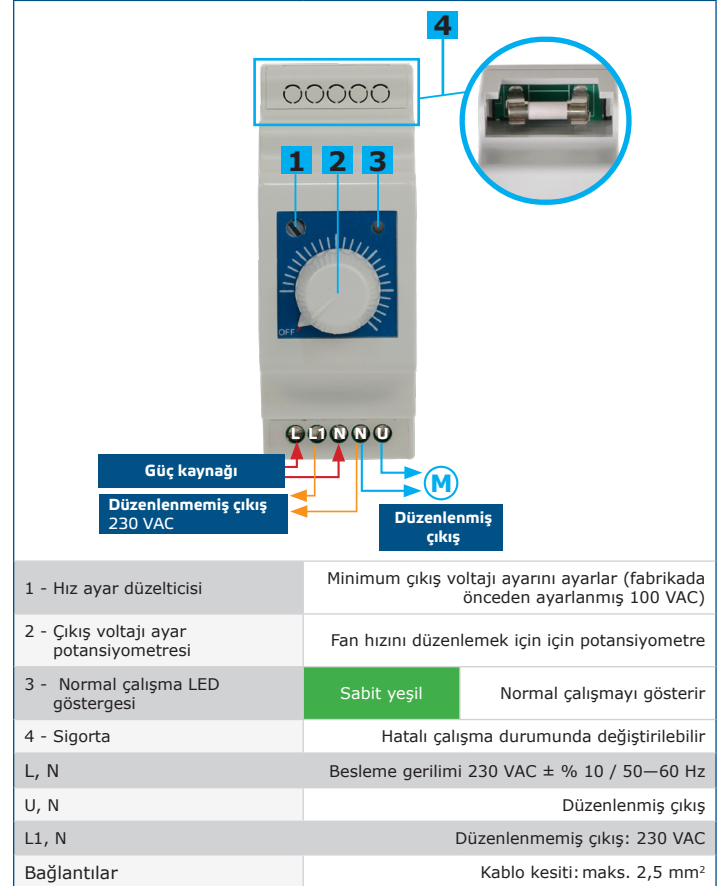 4
1 2 3
OFF
L L1 N N U
Güç kaynağı
M
Düzenlenmemiş çıkış
230 VAC
Düzenlenmiş
çıkış
1 - Hız ayar düzelticisi
Minimum çıkış voltajı ayarını ayarlar (fabrikada
önceden ayarlanmış 100 VAC)
2 - Çıkış voltajı ayar
potansiyometresi
Fan hızını düzenlemek için için potansiyometre
3 - Normal çalışma LED
göstergesi
Sabit yeşil
Normal çalışmayı gösterir
4 - Sigorta
Hatalı çalışma durumunda değiştirilebilir
L, N
Besleme gerilimi 230 VAC ± % 10 / 50—60 Hz
U, N
Düzenlenmiş çıkış
L1, N
Düzenlenmemiş çıkış: 230 VAC
Bağlantılar
Kablo kesiti: maks. 2,5 mm²